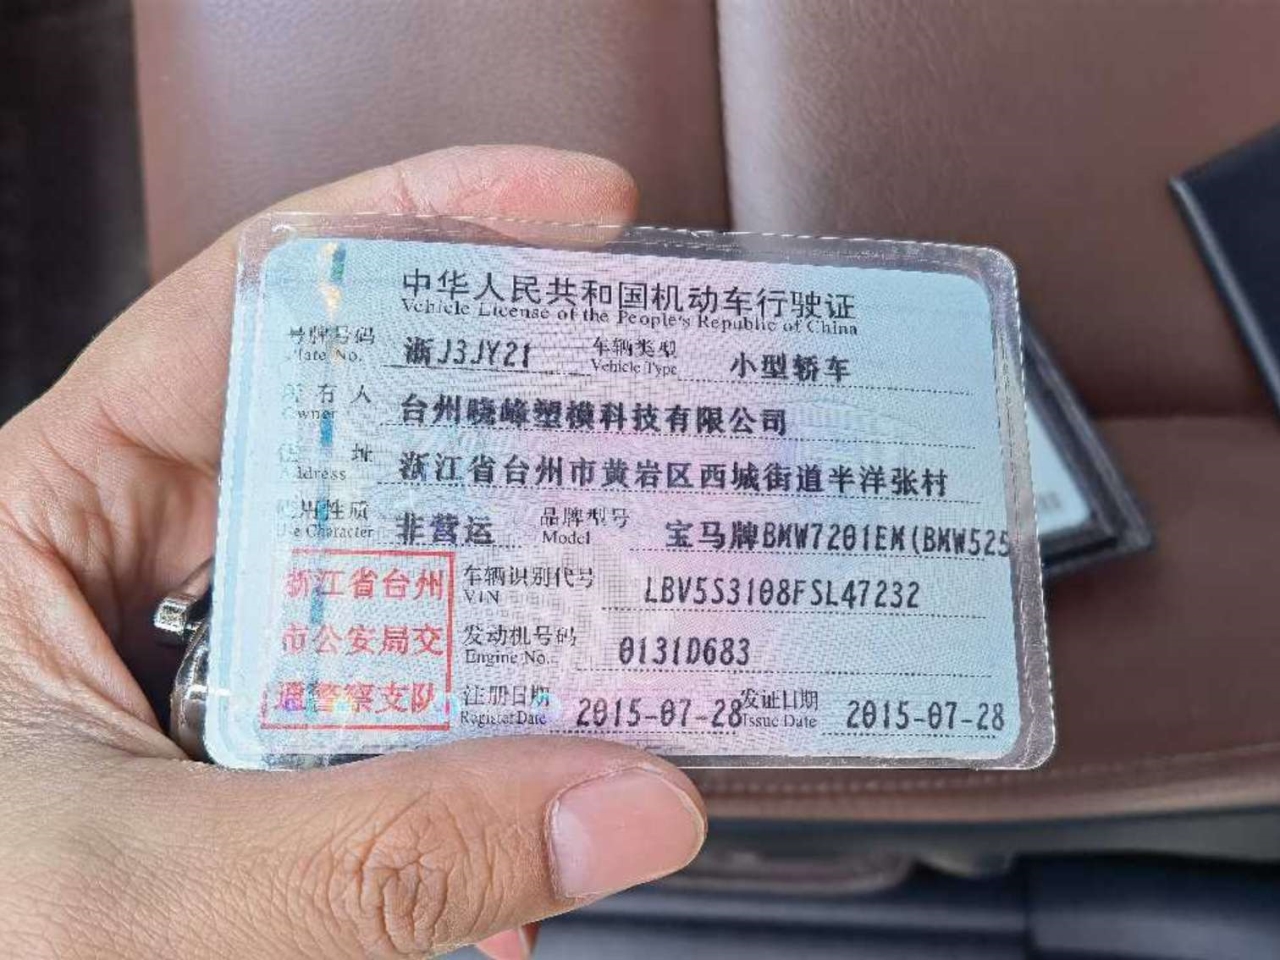 中华人民共和国机动车行驶证
Vehicle License of the People's Republic of China
号牌号码 浙J3JY21 车辆类型 小型轿车
Plate No. Vehicle Type
所有人 台州晓峰塑模科技有限公司
Owner
住址 浙江省台州市黄岩区西城街道半洋张村
Address
使用性质 非营运 品牌型号 宝马牌BMW7201EM(BMW525
Use Character Model
浙江省台州
市公安局交
通警察支队
车辆识别代号 LBV5S3108FSL47232
VIN
发动机号码 0131D683
Engine No.
注册日期 2015-07-28 发证日期 2015-07-28
Register Date Issue Date